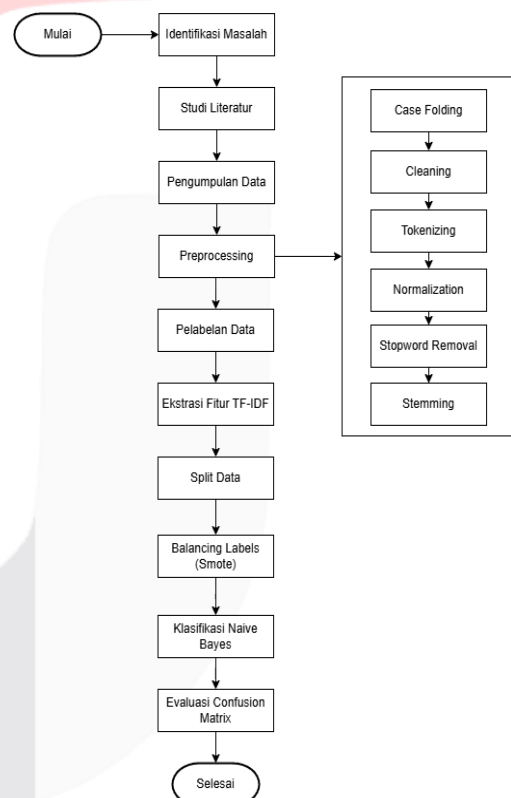 Mulai
Identifikasi Masalah
Studi Literatur
Pengumpulan Data
Preprocessing
Pelabelan Data
Ekstrasi Fitur TF-IDF
Split Data
Balancing Labels
(Smote)
Klasifikasi Naive
Bayes
Evaluasi Confusion
Matrix
Selesai
Case Folding
Cleaning
Tokenizing
Normalization
Stopword Removal
Stemming